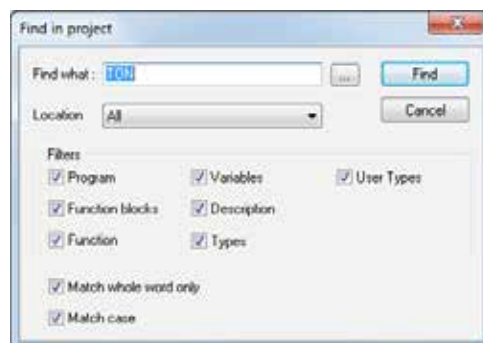 Find in project
Find what : TON ... Find
Location All Cancel
Filters
Program Variables User Types
Function blocks Description
Function Types
Match whole word only
Match case